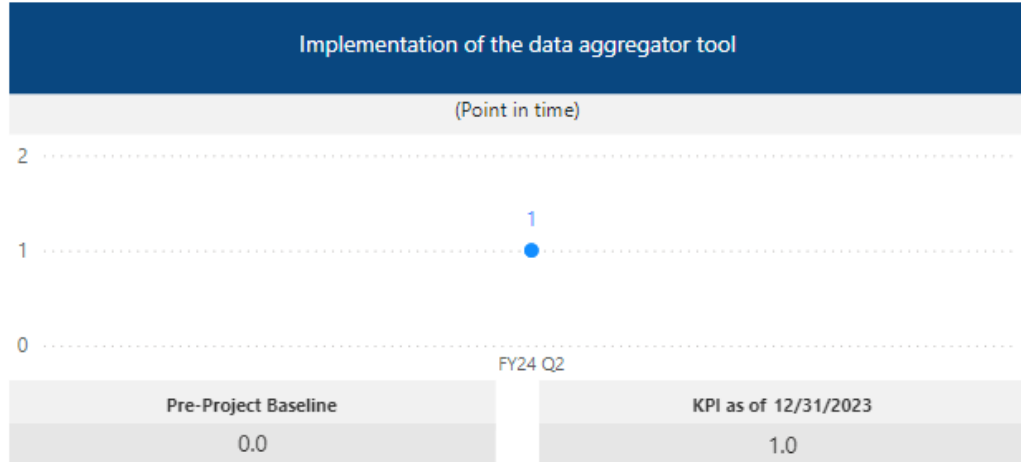 Implementation of the data aggregator tool
(Point in time)
2
1
1
0
FY24 Q2
Pre-Project Baseline
KPI as of 12/31/2023
0.0
1.0